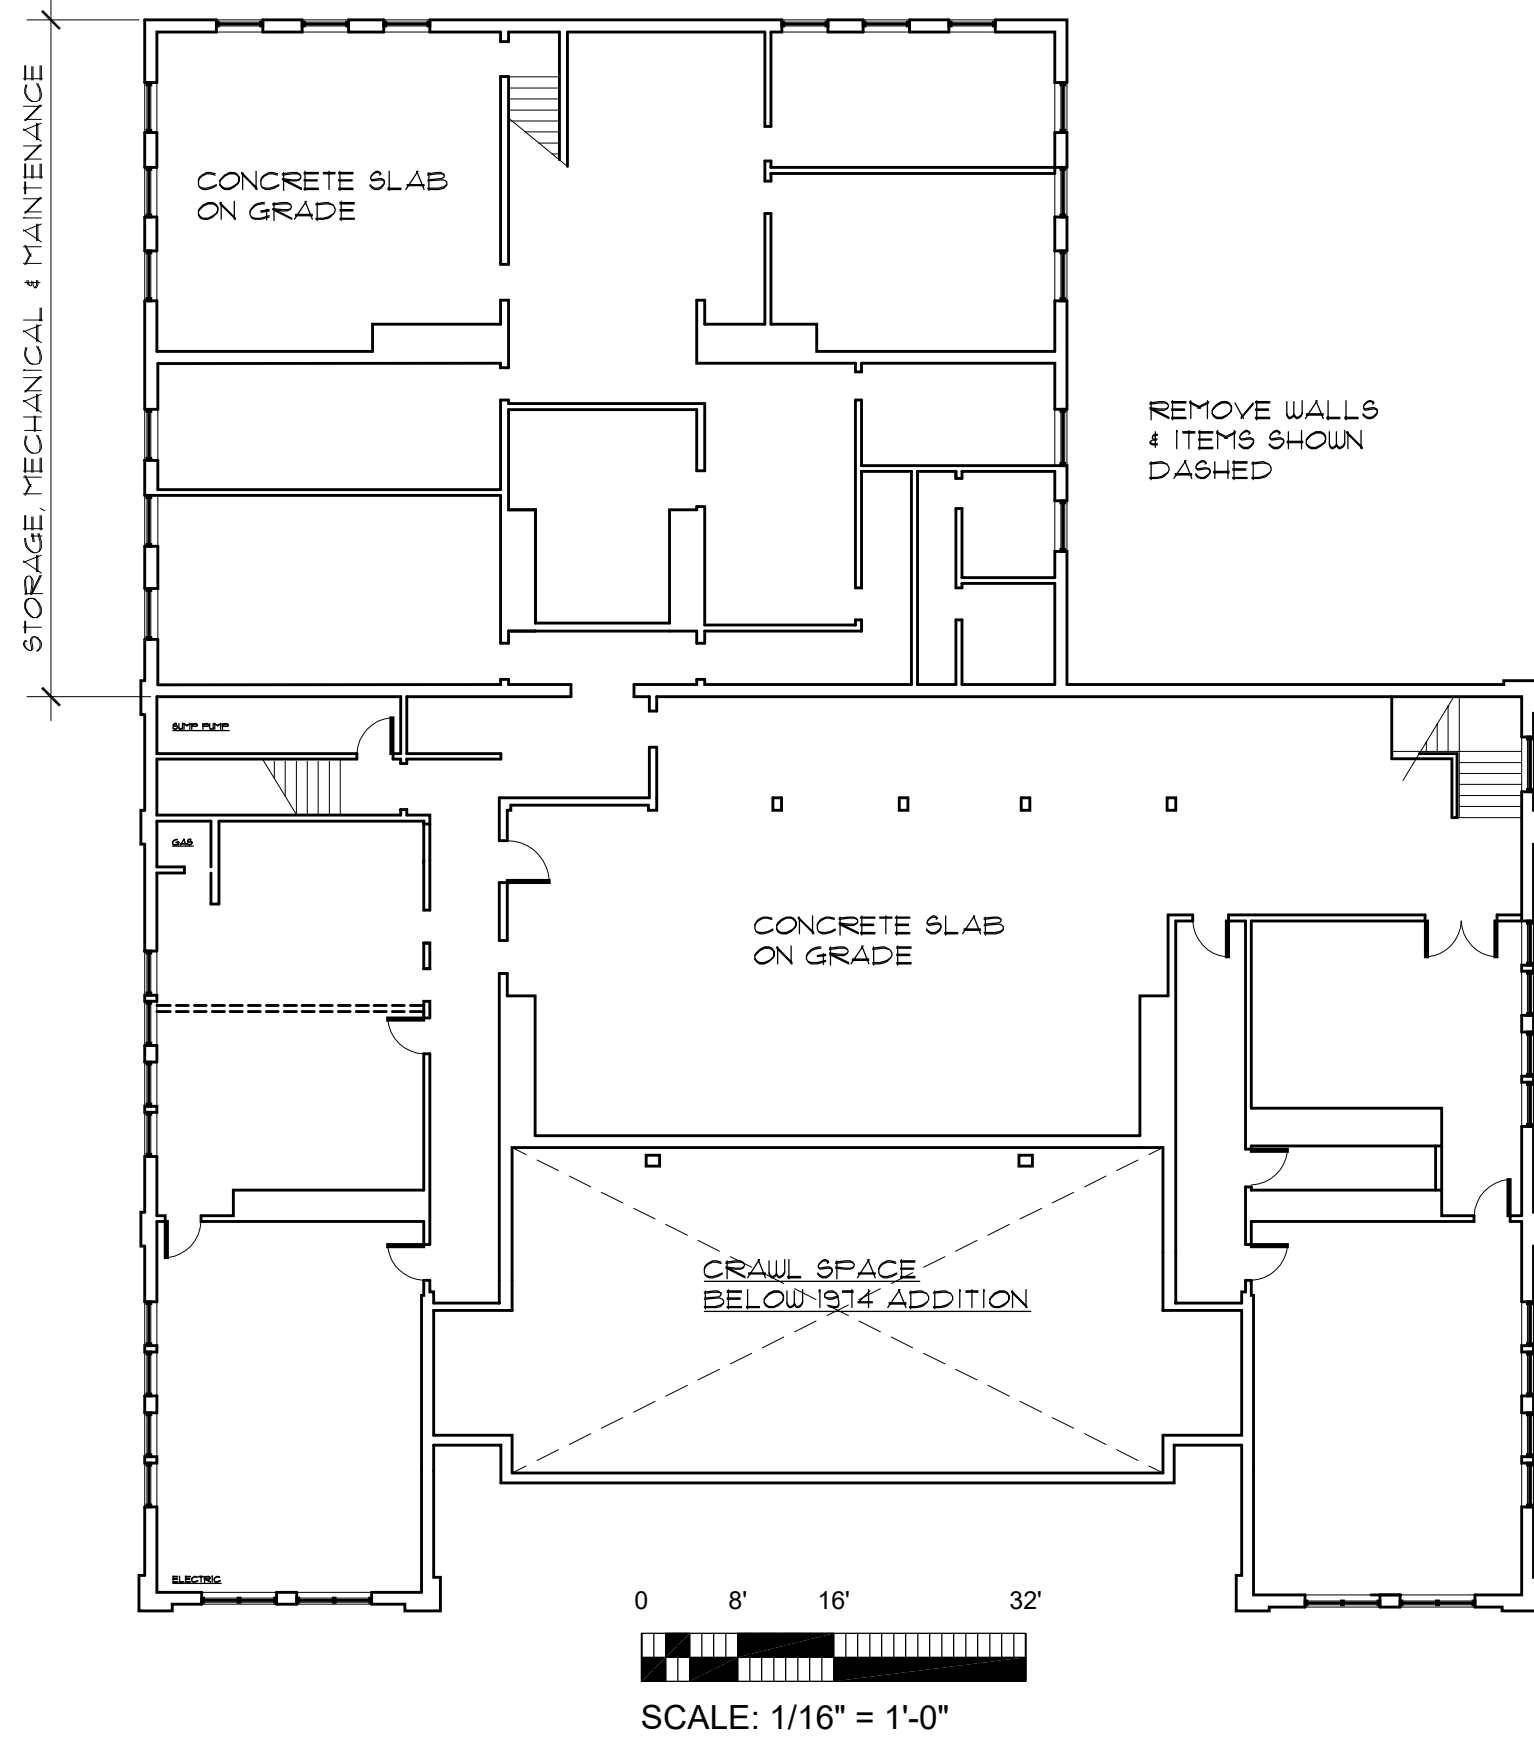 STORAGE, MECHANICAL & MAINTENANCE
CONCRETE SLAB
ON GRADE
REMOVE WALLS
& ITEMS SHOWN
DASHED
SUMP PUMP
GAS
CONCRETE SLAB
ON GRADE
CRAWL SPACE
BELOW 1974 ADDITION
ELECTRIC
0 8' 16' 32'
SCALE: 1/16" = 1'-0"